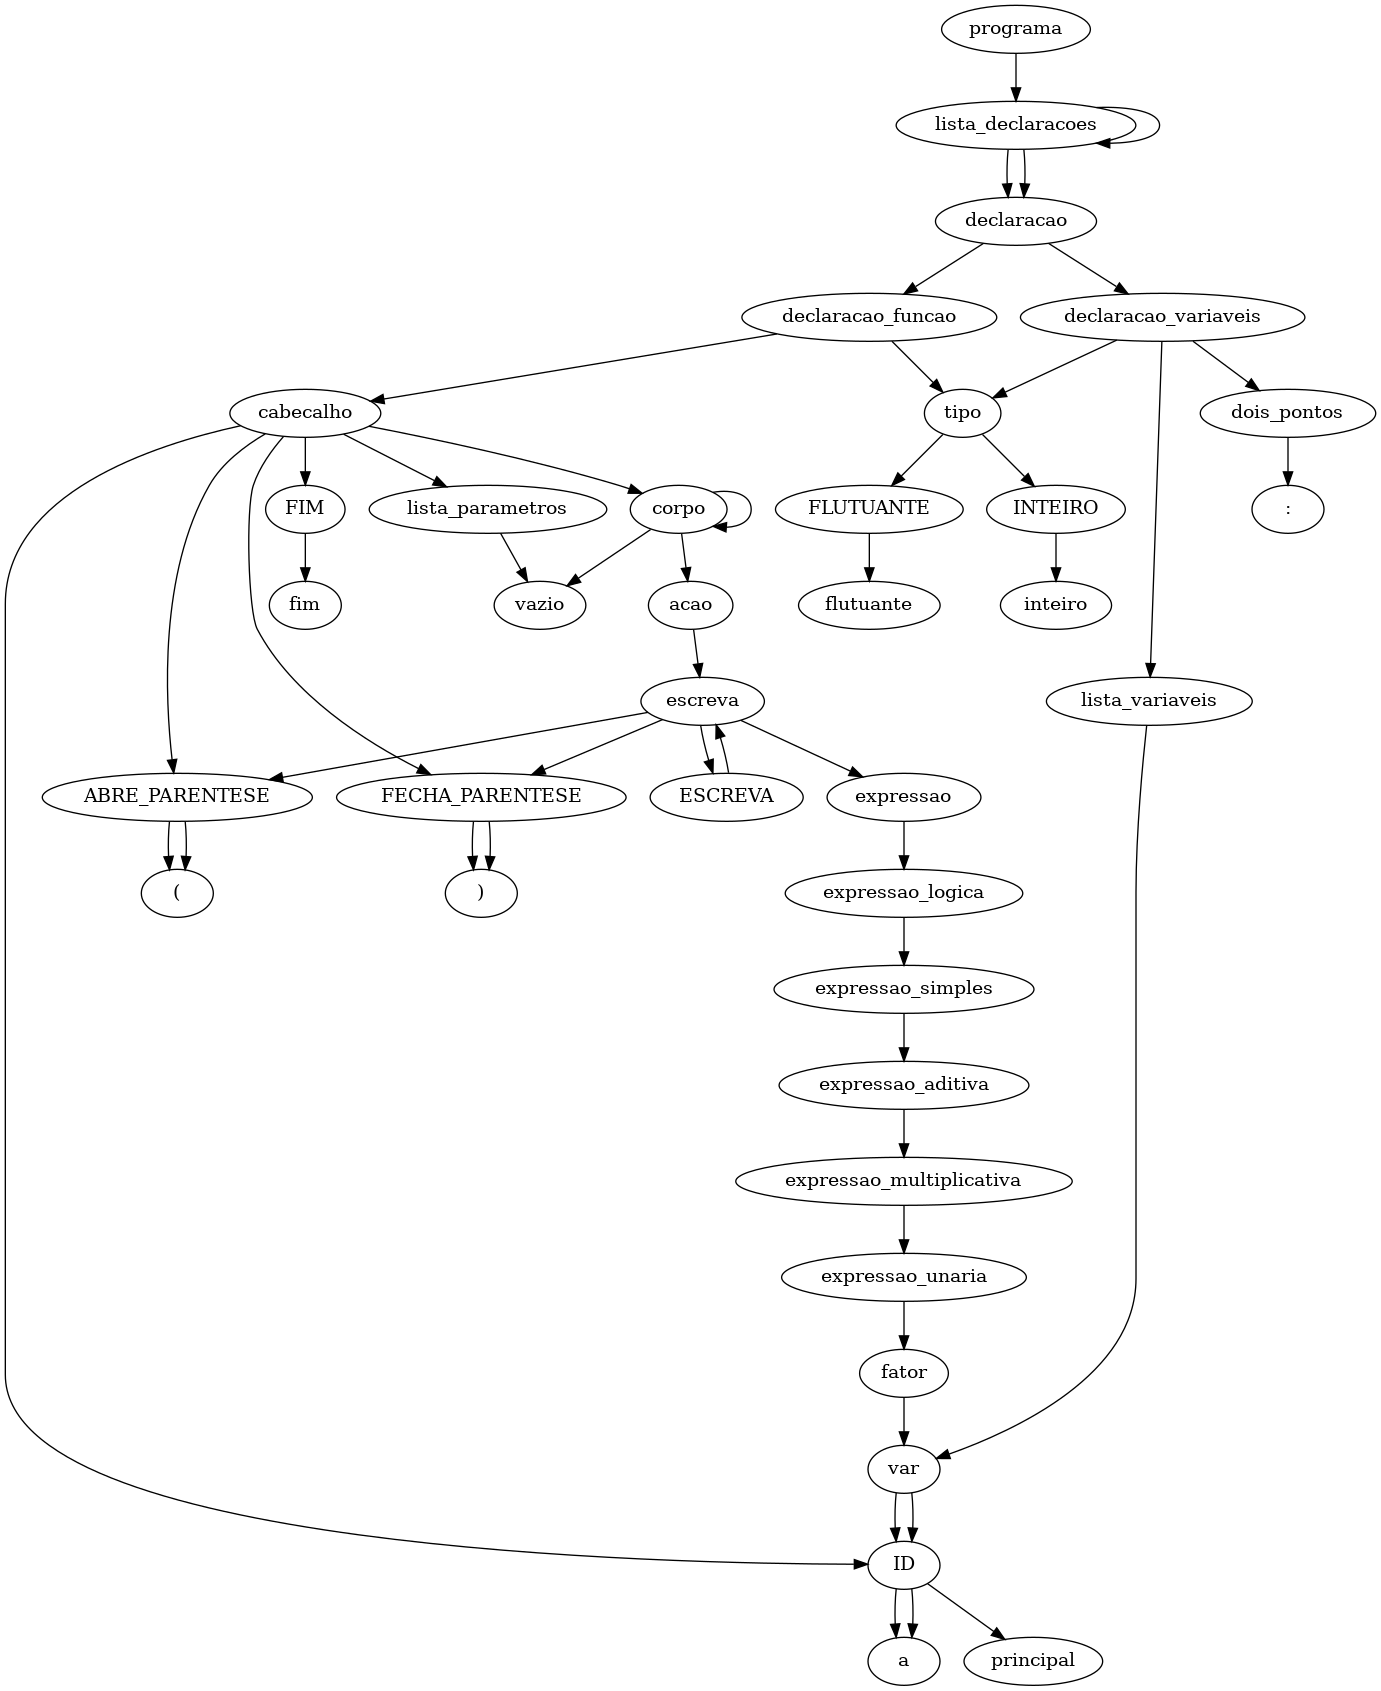 programa
lista_declaracoes
declaracao
declaracao_funcao
declaracao_variaveis
cabecalho
tipo
dois_pontos
FIM
lista_parametros
corpo
FLUTUANTE
INTEIRO
:
fim
vazio
acao
flutuante
inteiro
escreva
lista_variaveis
ABRE_PARENTESE
FECHA_PARENTESE
ESCREVA
expressao
(
)
expressao_logica
expressao_simples
expressao_aditiva
expressao_multiplicativa
expressao_unaria
fator
var
ID
a
principal